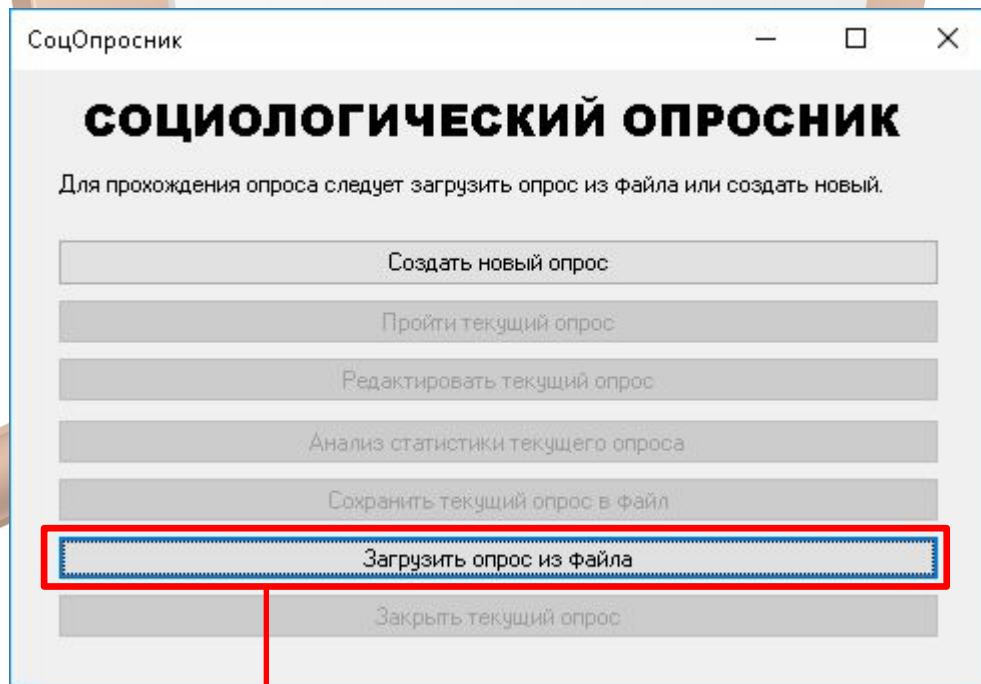 СоцОпросник
СОЦИОЛОГИЧЕСКИЙ ОПРОСНИК
Для прохождения опроса следует загрузить опрос из файла или создать новый.
Создать новый опрос
Пройти текущий опрос
Редактировать текущий опрос
Анализ статистики текущего опроса
Сохранить текущий опрос в файл
Загрузить опрос из файла
Закрыть текущий опрос